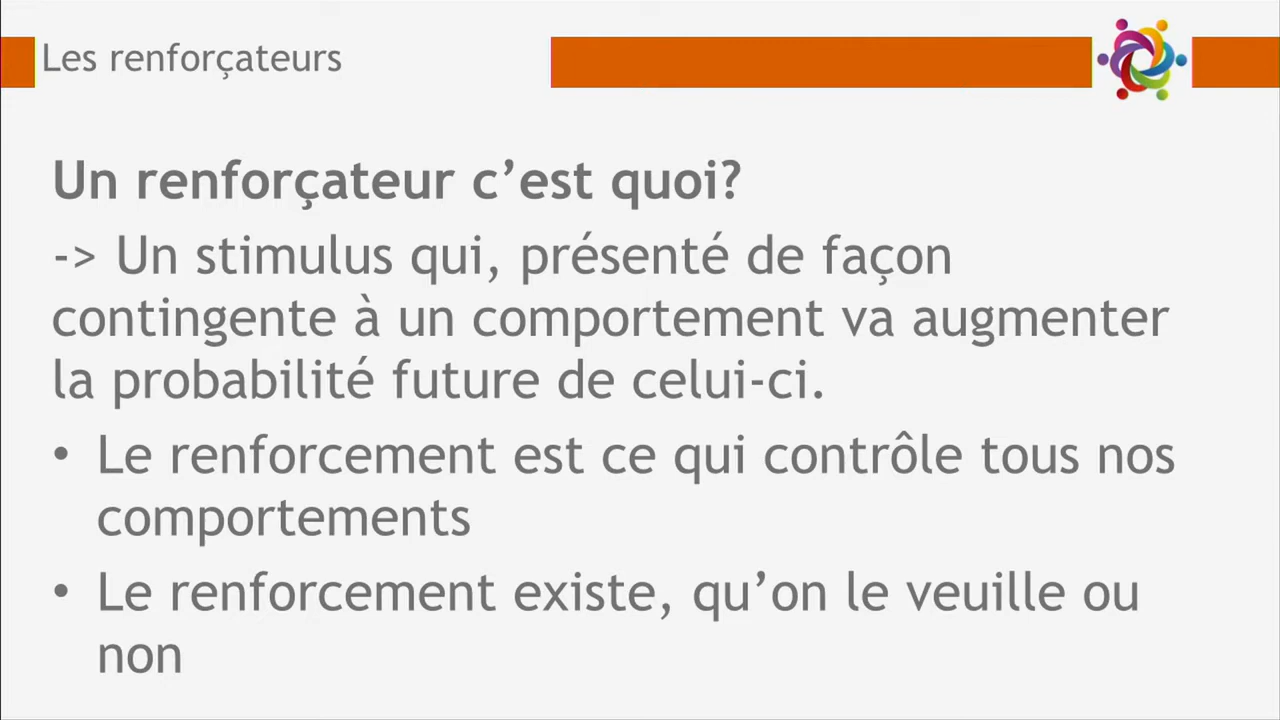 Les renforçateurs
Un renforçateur c’est quoi?
-> Un stimulus qui, présenté de façon
contingente à un comportement va augmenter
la probabilité future de celui-ci.
• Le renforcement est ce qui contrôle tous nos
comportements
• Le renforcement existe, qu’on le veuille ou
non